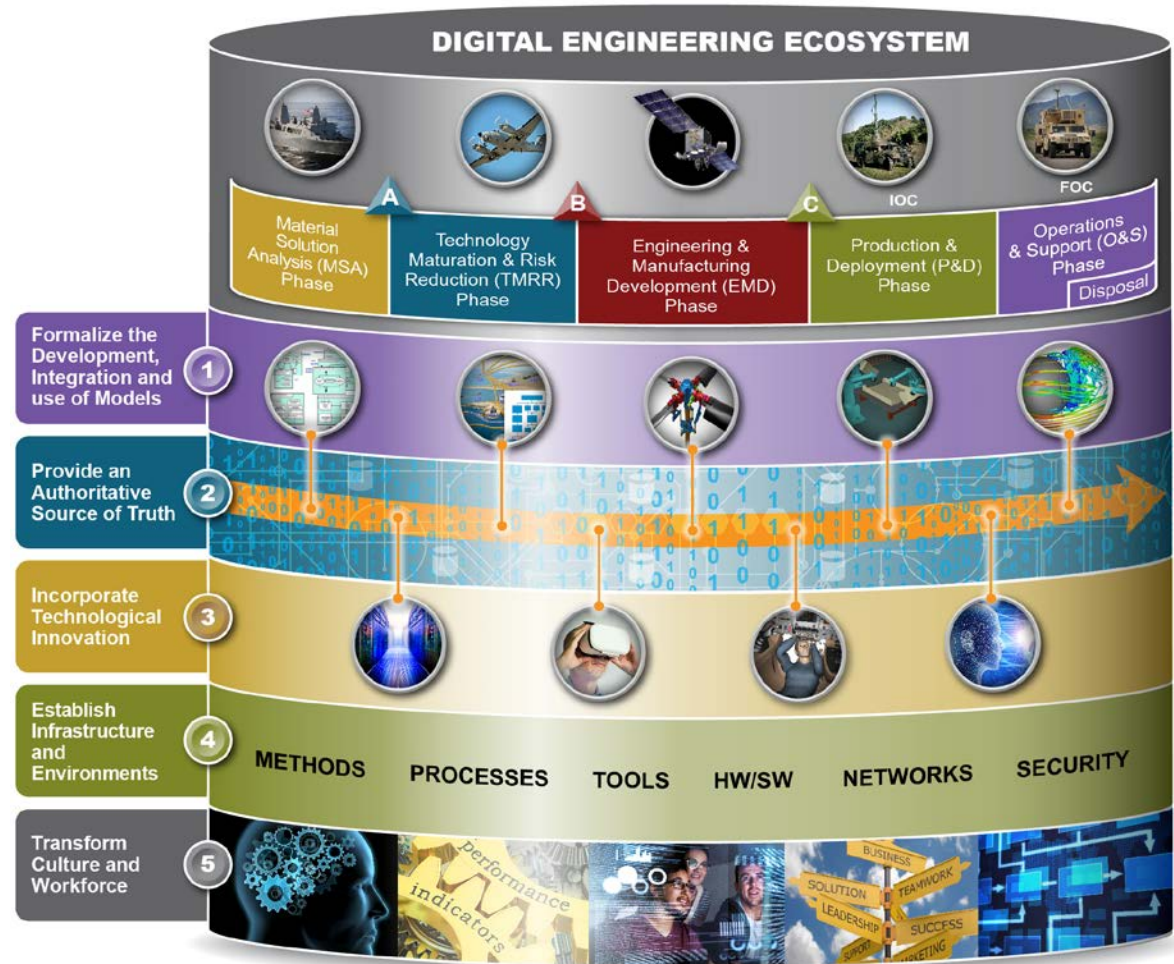 DIGITAL ENGINEERING ECOSYSTEM
A
B
C
IOC
FOC
Material
Solution
Analysis (MSA)
Phase
Technology
Maturation & Risk
Reduction (TMRR)
Phase
Engineering &
Manufacturing
Development (EMD)
Phase
Production &
Deployment (P&D)
Phase
Operations
& Support (O&S)
Phase
Disposal
Formalize the
Development,
Integration and
use of Models
1
Provide an
Authoritative
Source of Truth
2
Incorporate
Technological
Innovation
3
Establish
Infrastructure
and
Environments
4
METHODS
PROCESSES
TOOLS
HW/SW
NETWORKS
SECURITY
Transform
Culture and
Workforce
5
performance
indicators
BUSINESS
SOLUTION
TEAMWORK
LEADERSHIP
SUCCESS
SUPPORT
MARKETING